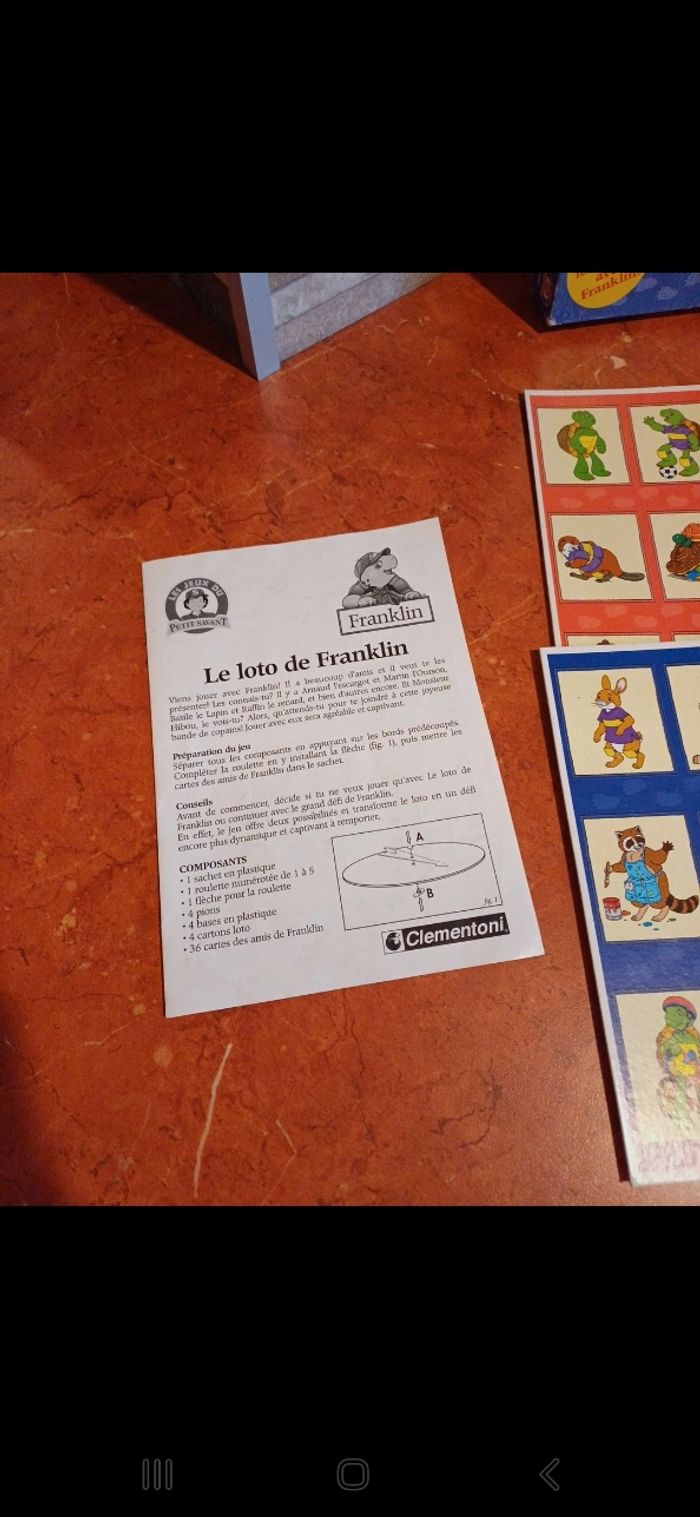 Franklin
LES JEUX DU
PETIT SAVANT
Franklin
Le loto de Franklin
Viens jouer avec Franklin! Il a beaucoup d'amis et il veut te les
présenter! Les connais-tu? Il y a Arnaud l'escargot et Martin l'Ourson,
Basile le Lapin et Raffin le renard, et bien d'autres encore. Et Monsieur
Hibou, le vois-tu? Alors, qu'attends-tu pour te joindre à cette joyeuse
bande de copains! Jouer avec eux sera agréable et captivant.
Préparation du jeu
Séparer tous les composants en appuyant sur les bords prédécoupés.
Compléter la roulette en y installant la flèche (fig. 1), puis mettre les
cartes des amis de Franklin dans le sachet.
Conseils
Avant de commencer, décide si tu ne veux jouer qu'avec Le loto de
Franklin ou continuer avec le grand défi de Franklin.
En effet, le jeu offre deux possibilités et transforme le loto en un défi
encore plus dynamique et captivant à remporter.
COMPOSANTS
• 1 sachet en plastique
• 1 roulette numérotée de 1 à 5
• 1 flèche pour la roulette
• 4 pions
• 4 bases en plastique
• 4 cartons loto
• 36 cartes des amis de Franklin
A
B
fig. 1
Clementoni